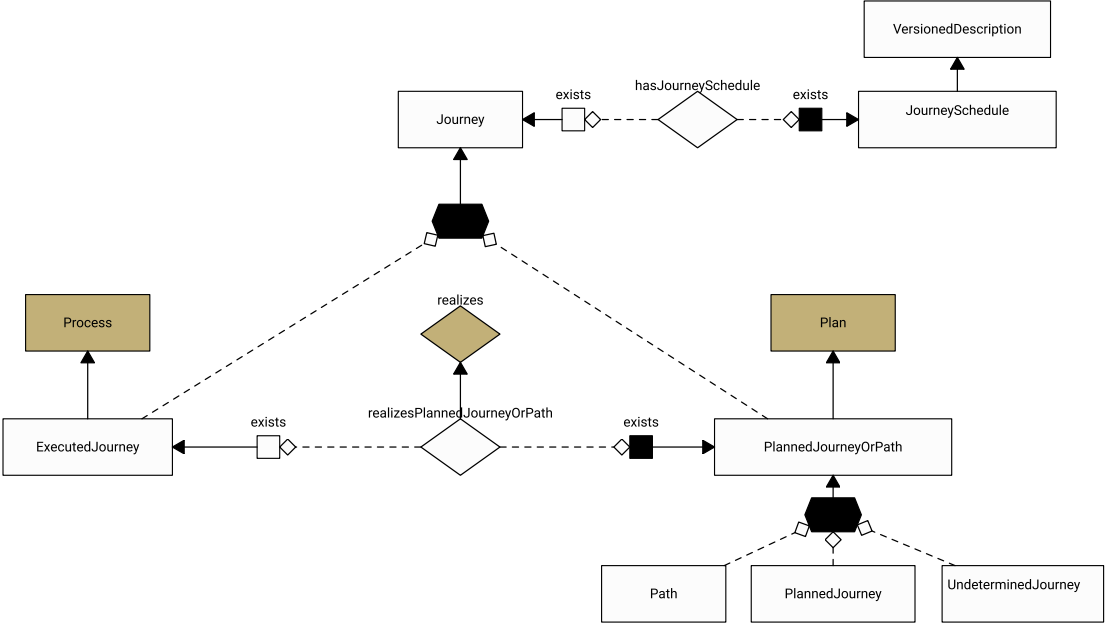 VersionedDescription
hasJourneySchedule
exists
exists
Journey
JourneySchedule
realizes
Process
Plan
realizesPlannedJourneyOrPath
exists
exists
ExecutedJourney
PlannedJourneyOrPath
Path
PlannedJourney
UndeterminedJourney